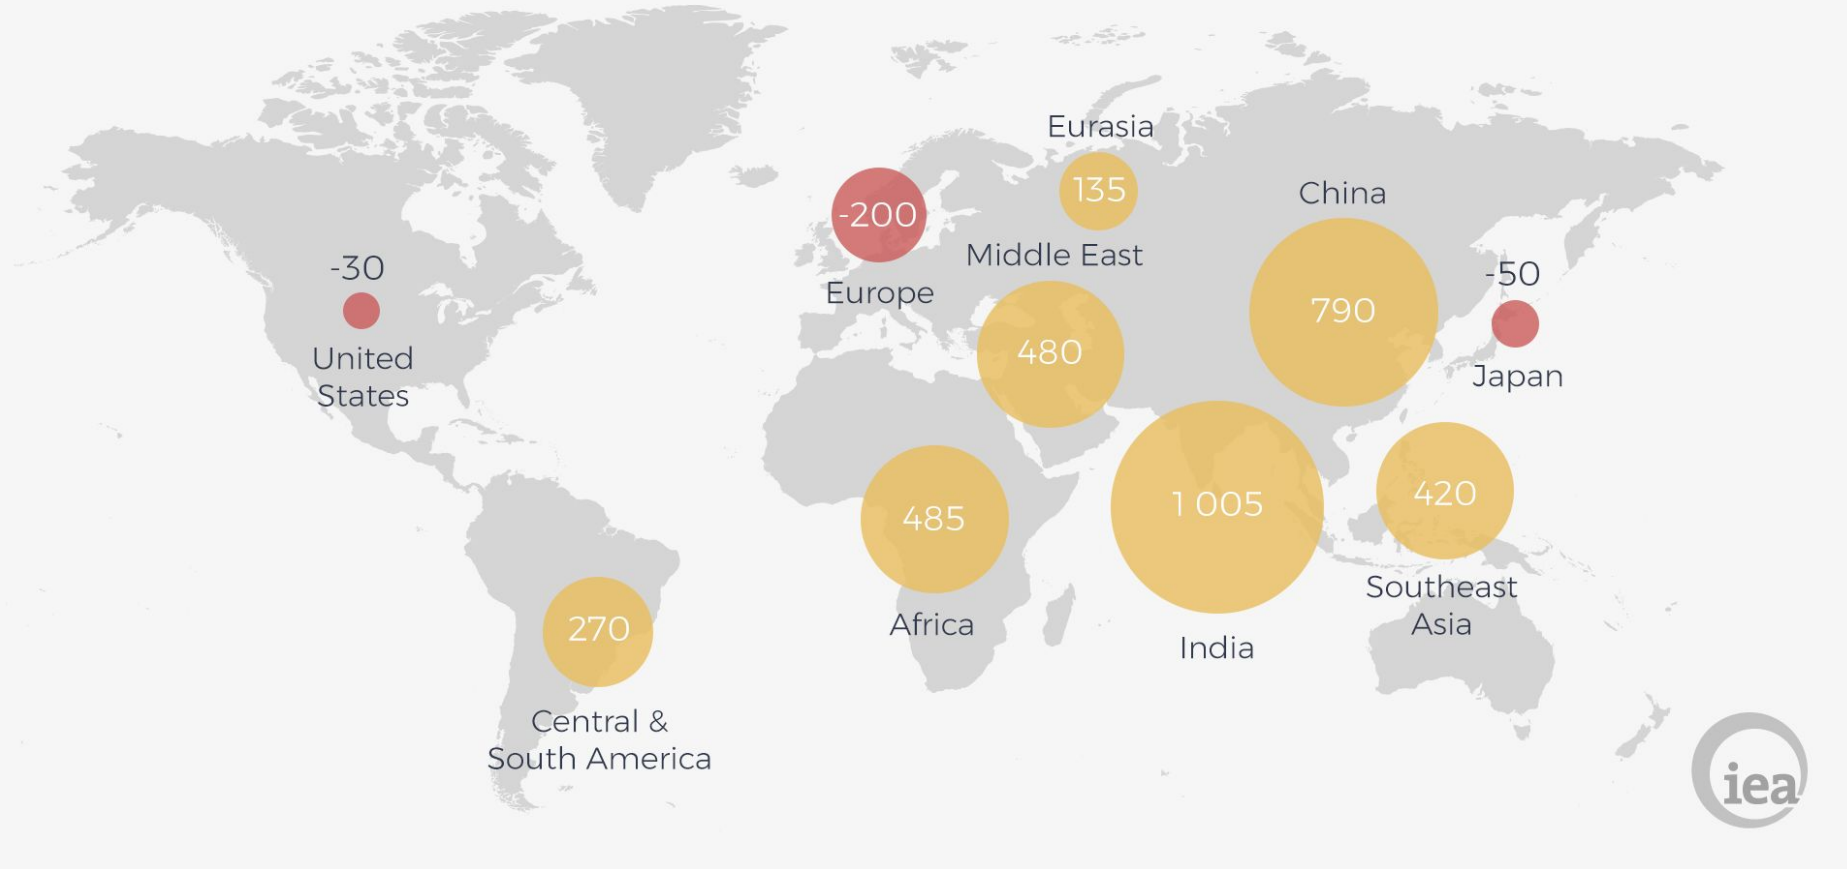 Eurasia
135
China
790
-200
Europe
Middle East
480
-30
United
States
-50
Japan
485
Africa
1 005
India
420
Southeast
Asia
270
Central &
South America
iea